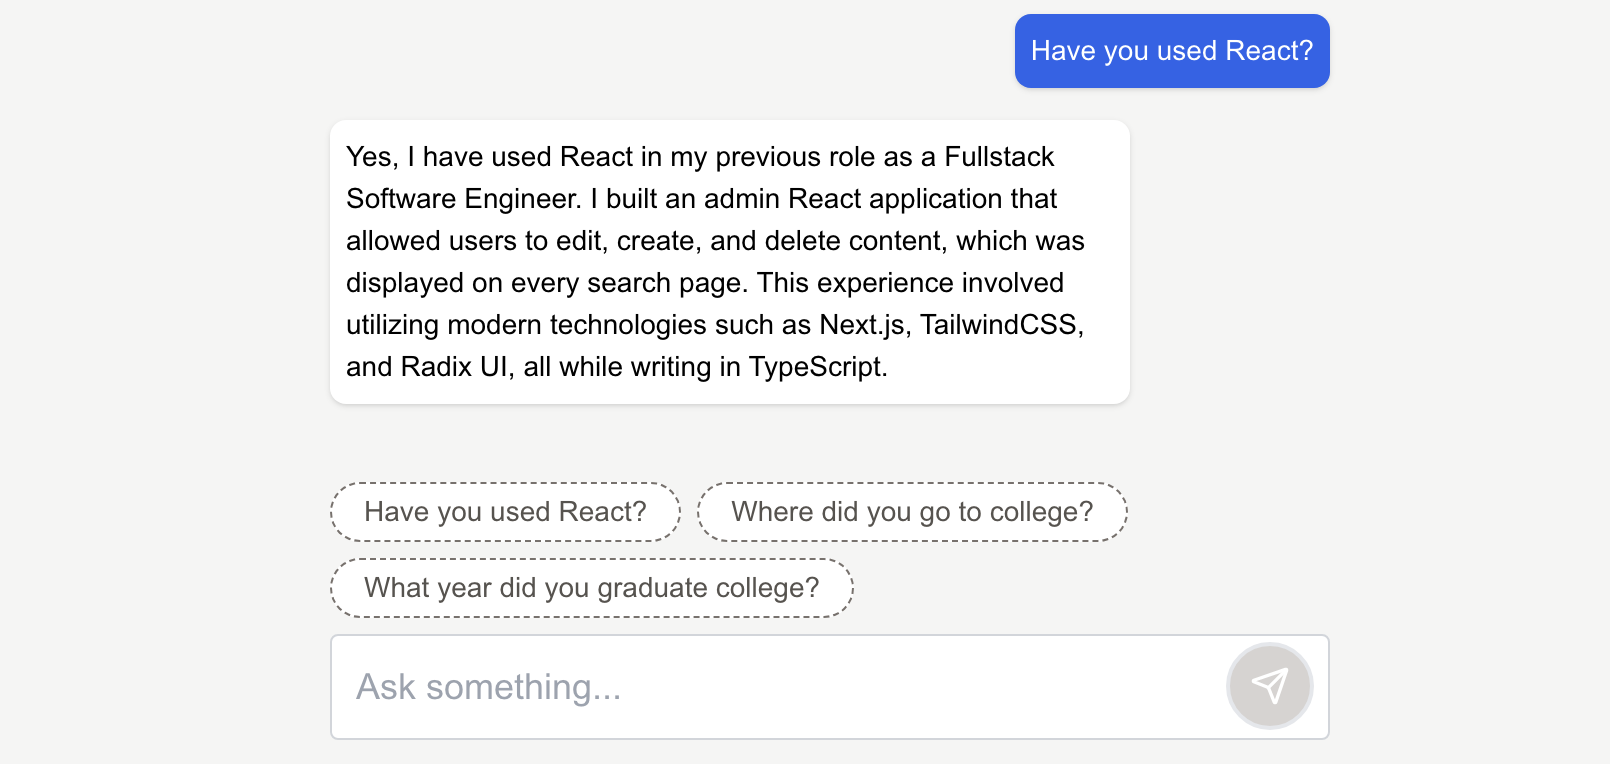 Have you used React?
Yes, I have used React in my previous role as a Fullstack
Software Engineer. I built an admin React application that
allowed users to edit, create, and delete content, which was
displayed on every search page. This experience involved
utilizing modern technologies such as Next.js, TailwindCSS,
and Radix UI, all while writing in TypeScript.
Have you used React?
Where did you go to college?
What year did you graduate college?
Ask something...